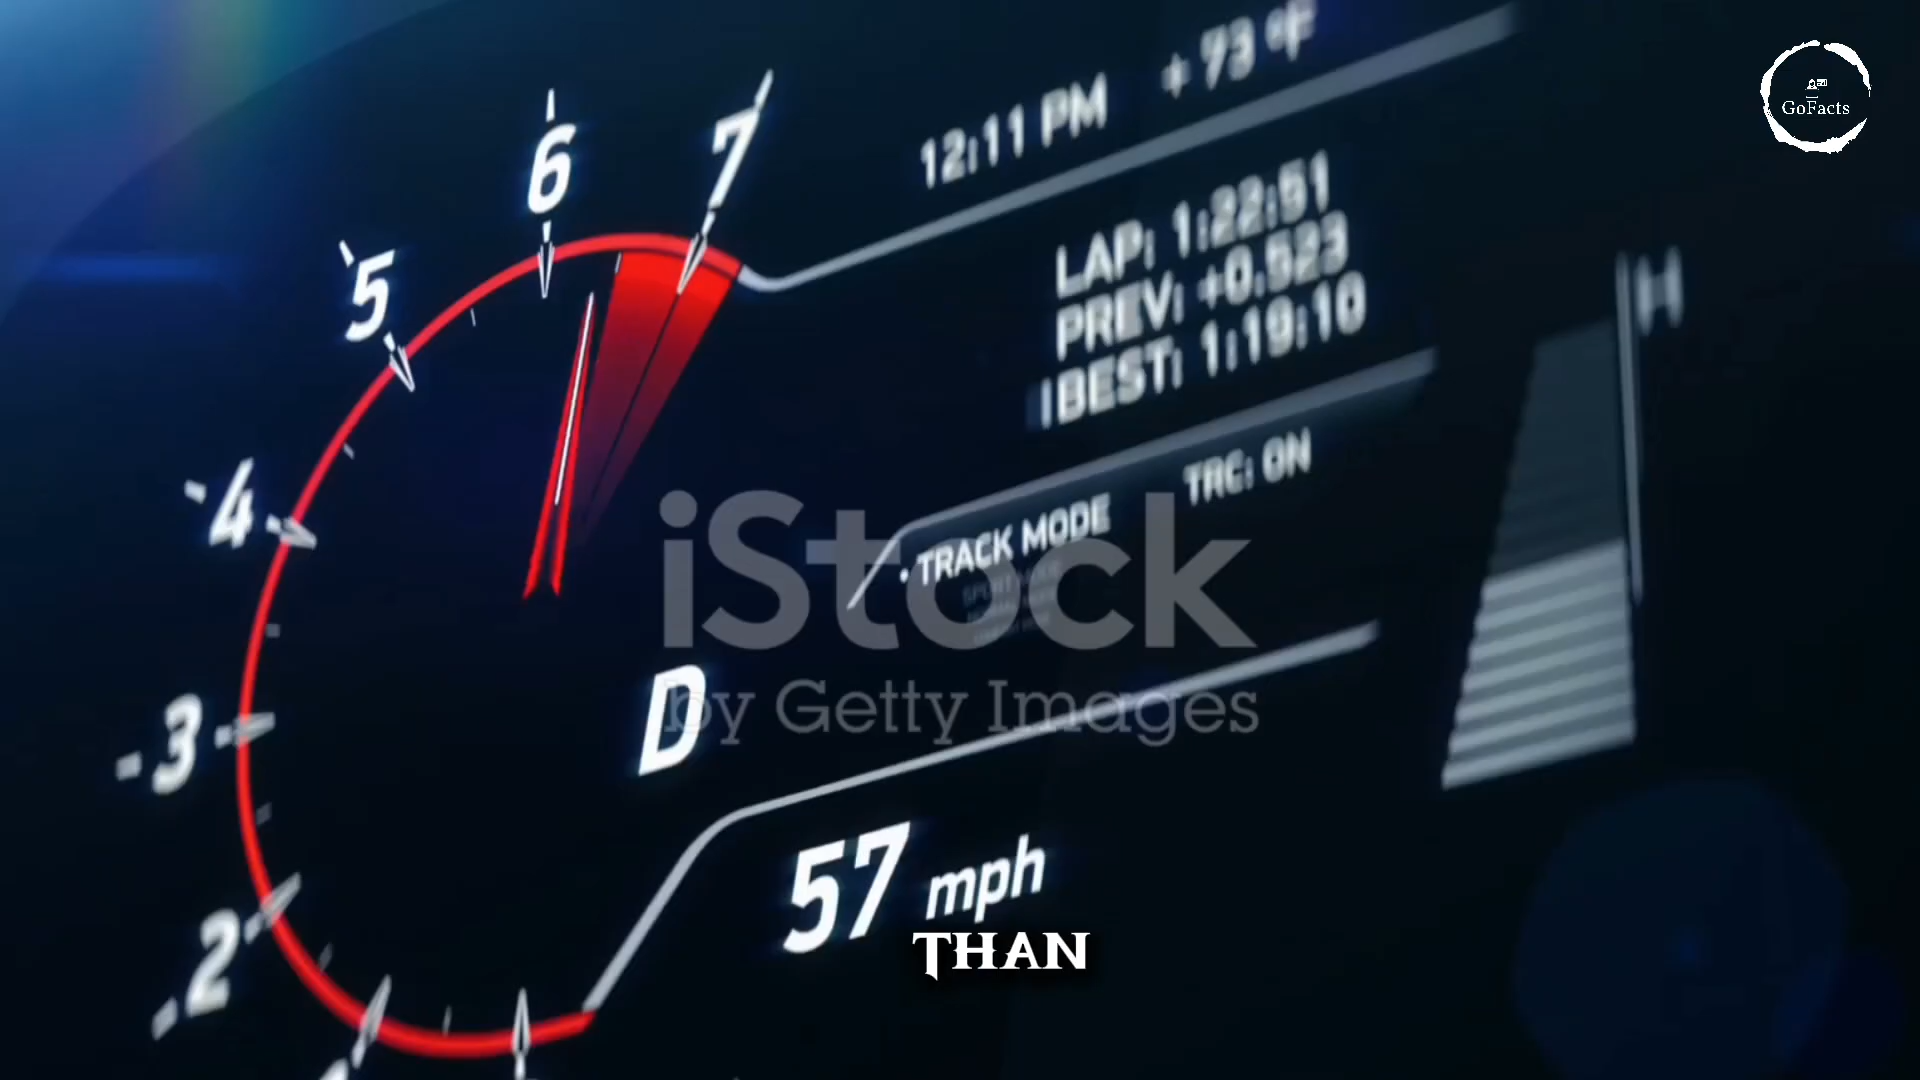 12:11 PM +73 °F
GoFacts
6
7
5
LAP: 1:22:51
PREV: +0.523
BEST: 1:19:10
H
4
TRC: ON
• TRACK MODE
iStock
by Getty Images
D
3
57 mph
2
THAN